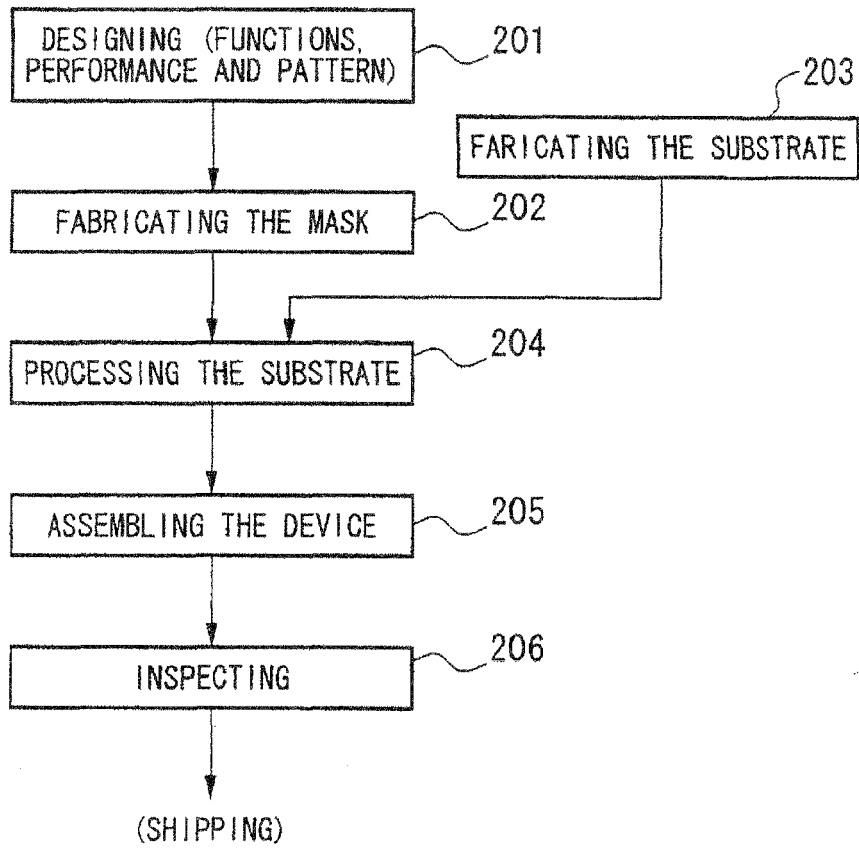 DESIGNING (FUNCTIONS,
PERFORMANCE AND PATTERN)
201
203
FARICATING THE SUBSTRATE
FABRICATING THE MASK
202
PROCESSING THE SUBSTRATE
204
ASSEMBLING THE DEVICE
205
INSPECTING
206
(SHIPPING)